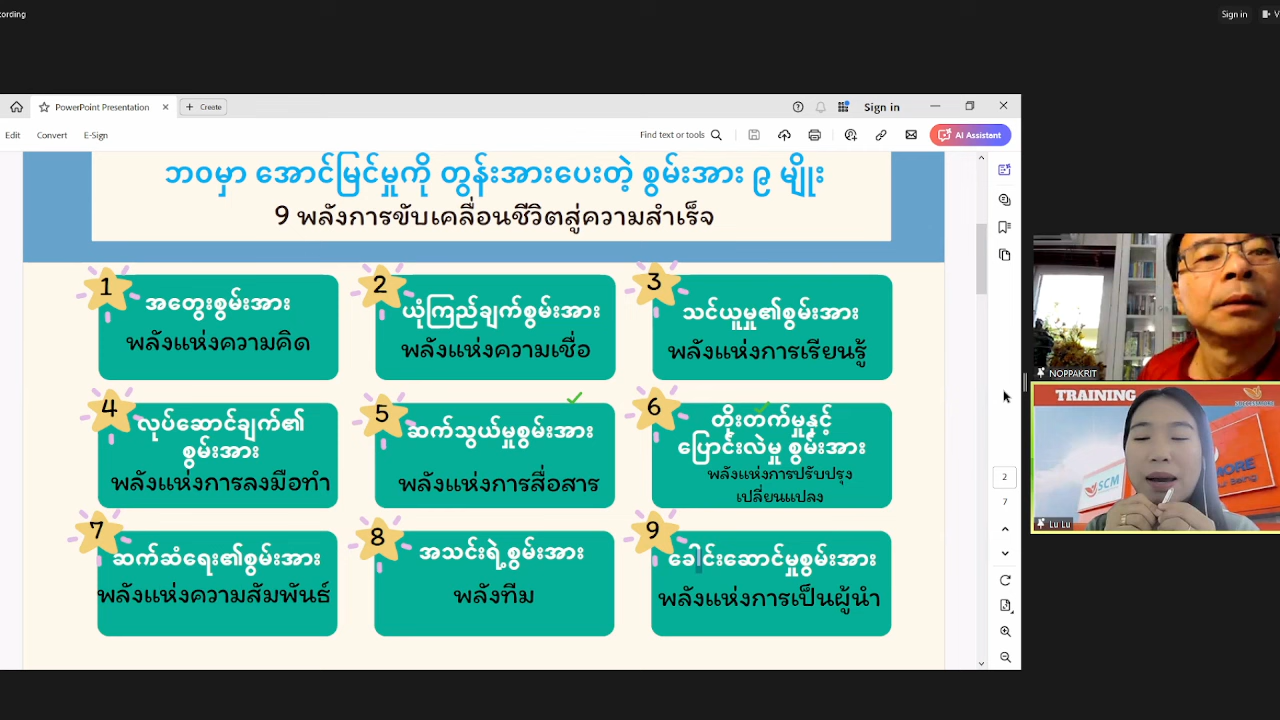 cording
Sign in
PowerPoint Presentation
Create
Sign in
Edit
Convert
E-Sign
Find text or tools
AI Assistant
ဘဝမှာ အောင်မြင်မှုကို တွန်းအားပေးတဲ့ စွမ်းအား ၉ မျိုး
9 พลังการขับเคลื่อนชีวิตสู่ความสำเร็จ
1
အတွေးစွမ်းအား
พลังแห่งความคิด
2
ယုံကြည်ချက်စွမ်းအား
พลังแห่งความเชื่อ
3
သင်ယူမှု၏စွမ်းအား
พลังแห่งการเรียนรู้
4
လုပ်ဆောင်ချက်၏
စွမ်းအား
พลังแห่งการลงมือทำ
5
ဆက်သွယ်မှုစွမ်းအား
พลังแห่งการสื่อสาร
6
တိုးတက်မှုနှင့်
ပြောင်းလဲမှု စွမ်းအား
พลังแห่งการปรับปรุง
เปลี่ยนแปลง
7
ဆက်ဆံရေး၏စွမ်းအား
พลังแห่งความสัมพันธ์
8
အသင်းရဲ့စွမ်းအား
พลังทีม
9
ခေါင်းဆောင်မှုစွမ်းအား
พลังแห่งการเป็นผู้นำ
2
7
NOPPAKRIT
TRAINING
SCM
MORE
Being
Lu Lu